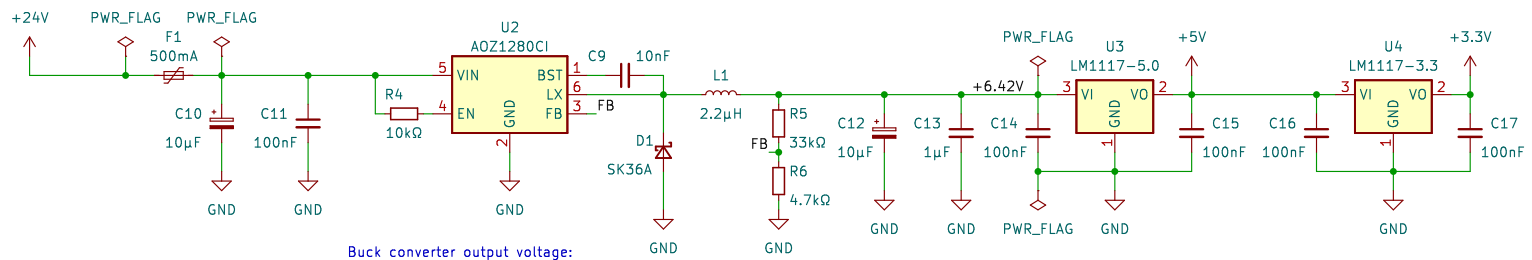 +24V
PWR_FLAG
PWR_FLAG
F1
500mA
C10
10µF
C11
100nF
R4
10kΩ
U2
AOZ1280CI
5
VIN
4
EN
GND
2
BST
1
LX
6
FB
3
FB
C9
10nF
D1
SK36A
L1
2.2µH
R5
33kΩ
FB
R6
4.7kΩ
C12
10µF
C13
1µF
+6.42V
PWR_FLAG
C14
100nF
PWR_FLAG
U3
LM1117-5.0
3
VI
VO
2
GND
1
+5V
C15
100nF
C16
100nF
U4
LM1117-3.3
3
VI
VO
2
GND
1
+3.3V
C17
100nF
GND
GND
GND
GND
GND
GND
GND
GND
GND
Buck converter output voltage: